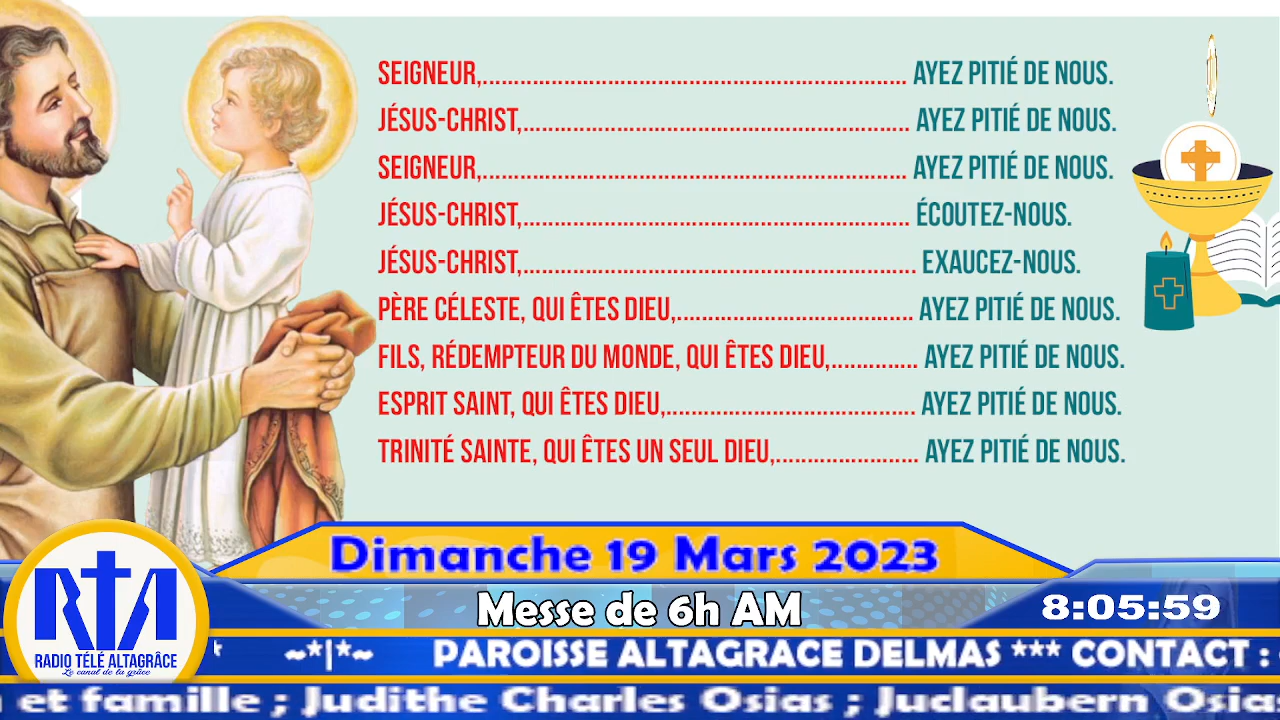 SEIGNEUR,........................................................................ AYEZ PITIÉ DE NOUS.
JÉSUS-CHRIST,................................................................. AYEZ PITIÉ DE NOUS.
SEIGNEUR,........................................................................ AYEZ PITIÉ DE NOUS.
JÉSUS-CHRIST,................................................................. ÉCOUTEZ-NOUS.
JÉSUS-CHRIST,.................................................................. EXAUCEZ-NOUS.
PÈRE CÉLESTE, QUI ÊTES DIEU,........................................ AYEZ PITIÉ DE NOUS.
FILS, RÉDEMPTEUR DU MONDE, QUI ÊTES DIEU,.............. AYEZ PITIÉ DE NOUS.
ESPRIT SAINT, QUI ÊTES DIEU,.......................................... AYEZ PITIÉ DE NOUS.
TRINITÉ SAINTE, QUI ÊTES UN SEUL DIEU,........................ AYEZ PITIÉ DE NOUS.
Dimanche 19 Mars 2023
Messe de 6h AM
8:05:59
RTA
RADIO TÉLÉ ALTAGRÂCE
Le canal de la grâce
* ~*|*~ PAROISSE ALTAGRACE DELMAS *** CONTACT :
et famille ; Judithe Charles Osias ; Juclaubern Osia